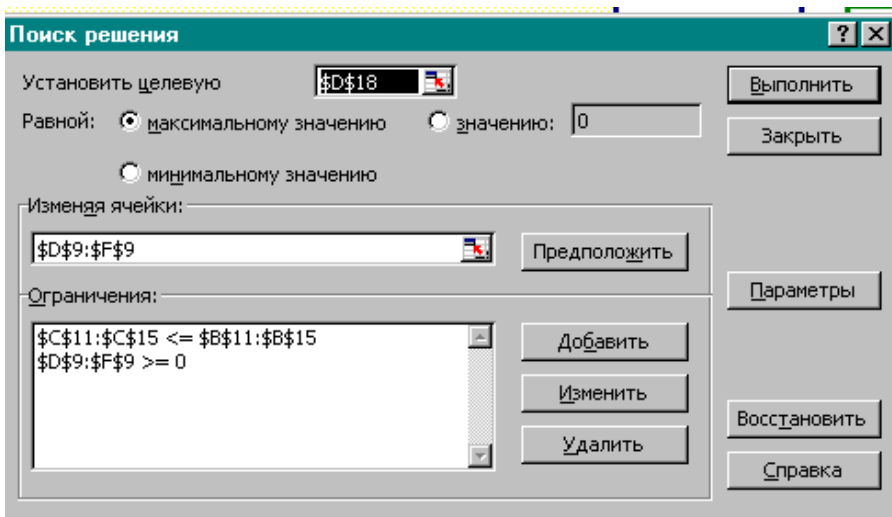 Поиск решения
Установить целевую $D$18 Выполнить
Равной: максимальному значению значению: 0 Закрыть
минимальному значению
Изменяя ячейки:
$D$9:$F$9 Предположить
Ограничения: Параметры
$C$11:$C$15 <= $B$11:$B$15 Добавить
$D$9:$F$9 >= 0
Изменить
Восстановить
Удалить
Справка